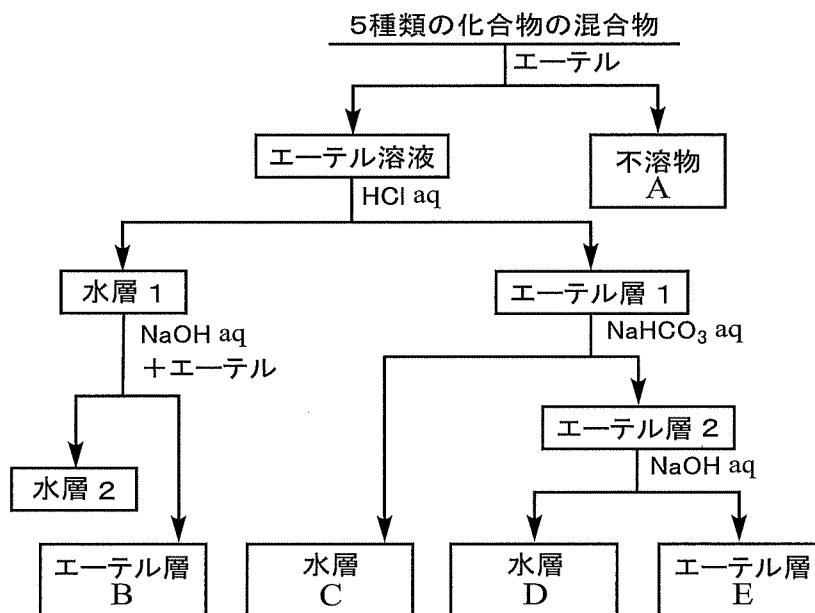 5種類の化合物の混合物
エーテル
エーテル溶液
不溶物
A
HCl aq
水層 1
エーテル層 1
NaOH aq
+エーテル
NaHCO₃ aq
エーテル層 2
水層 2
NaOH aq
エーテル層
B
水層
C
水層
D
エーテル層
E